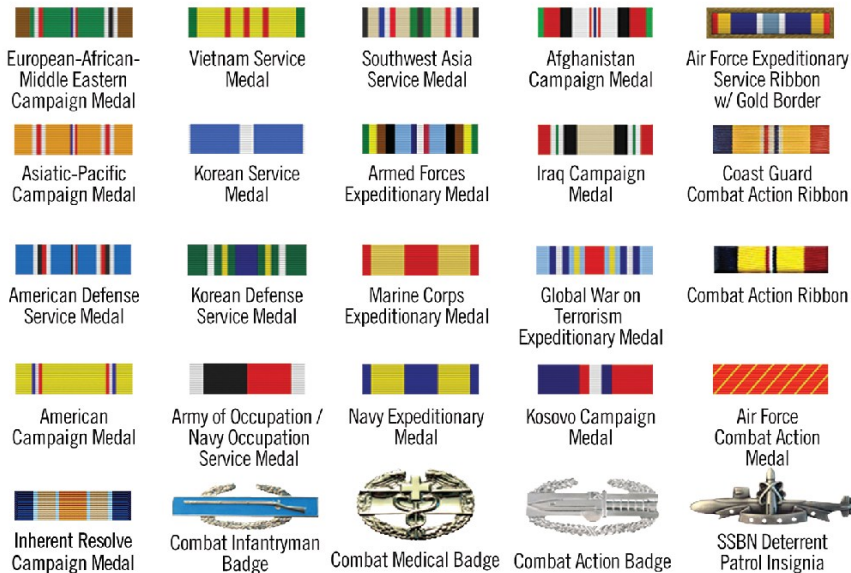 European-African-
Middle Eastern
Campaign Medal
Vietnam Service
Medal
Southwest Asia
Service Medal
Afghanistan
Campaign Medal
Air Force Expeditionary
Service Ribbon
w/ Gold Border
Asiatic-Pacific
Campaign Medal
Korean Service
Medal
Armed Forces
Expeditionary Medal
Iraq Campaign
Medal
Coast Guard
Combat Action Ribbon
American Defense
Service Medal
Korean Defense
Service Medal
Marine Corps
Expeditionary Medal
Global War on
Terrorism
Expeditionary Medal
Combat Action Ribbon
American
Campaign Medal
Army of Occupation /
Navy Occupation
Service Medal
Navy Expeditionary
Medal
Kosovo Campaign
Medal
Air Force
Combat Action
Medal
Inherent Resolve
Campaign Medal
Combat Infantryman
Badge
Combat Medical Badge
Combat Action Badge
SSBN Deterrent
Patrol Insignia